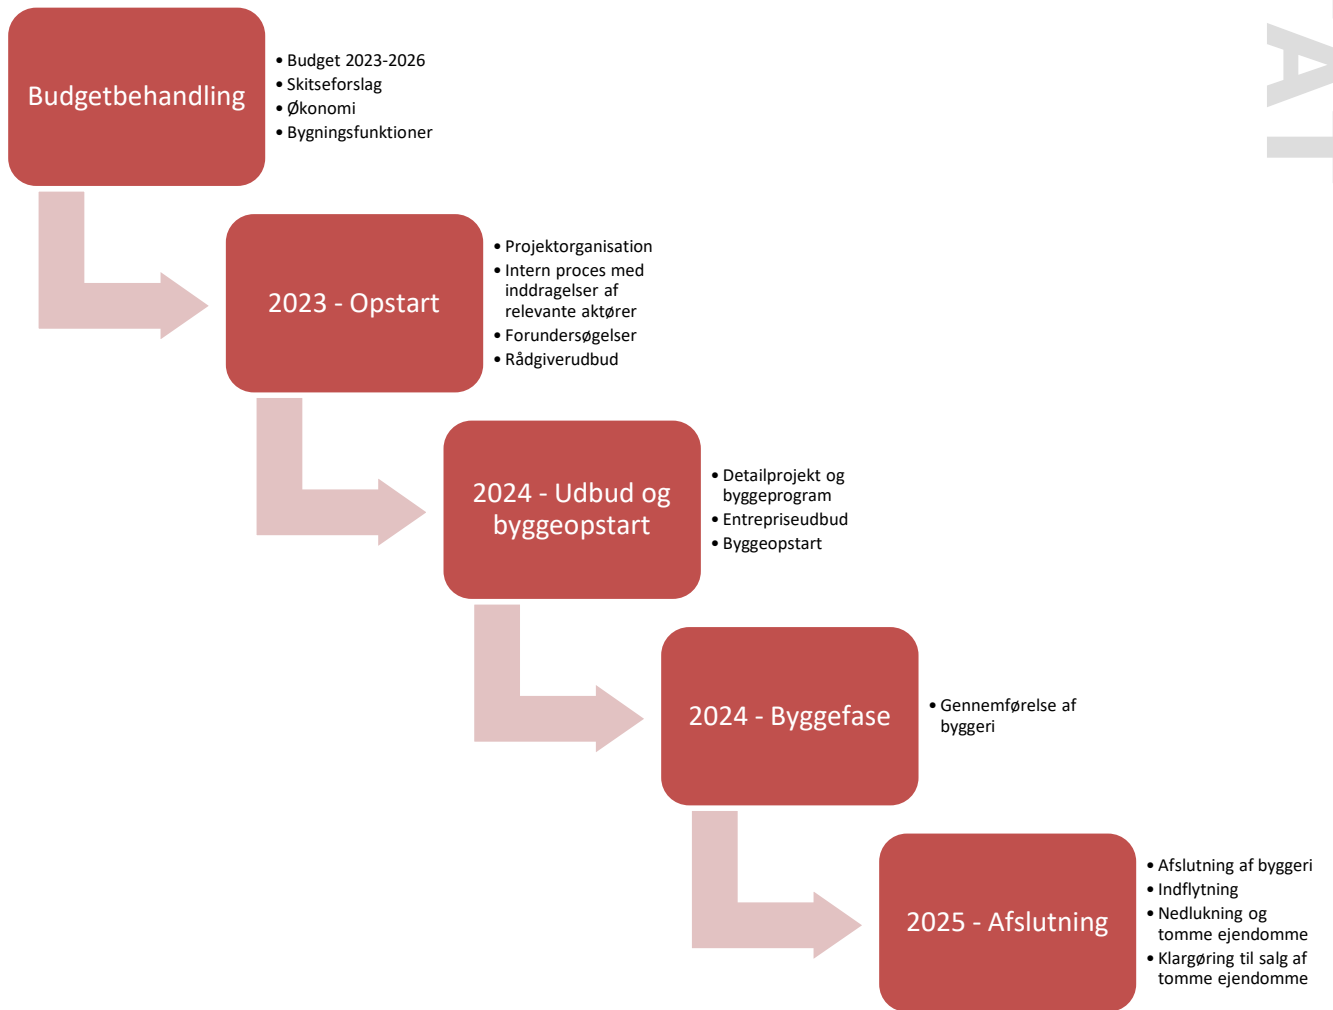 Budgetbehandling
• Budget 2023-2026
• Skitseforslag
• Økonomi
• Bygningsfunktioner
2023 - Opstart
• Projektorganisation
• Intern proces med
inddragelser af
relevante aktører
• Forundersøgelser
• Rådgiverudbud
2024 - Udbud og
byggeopstart
• Detailprojekt og
byggeprogram
• Entrepriseudbud
• Byggeopstart
2024 - Byggefase
• Gennemførelse af
byggeri
2025 - Afslutning
• Afslutning af byggeri
• Indflytning
• Nedlukning og
tomme ejendomme
• Klargøring til salg af
tomme ejendomme